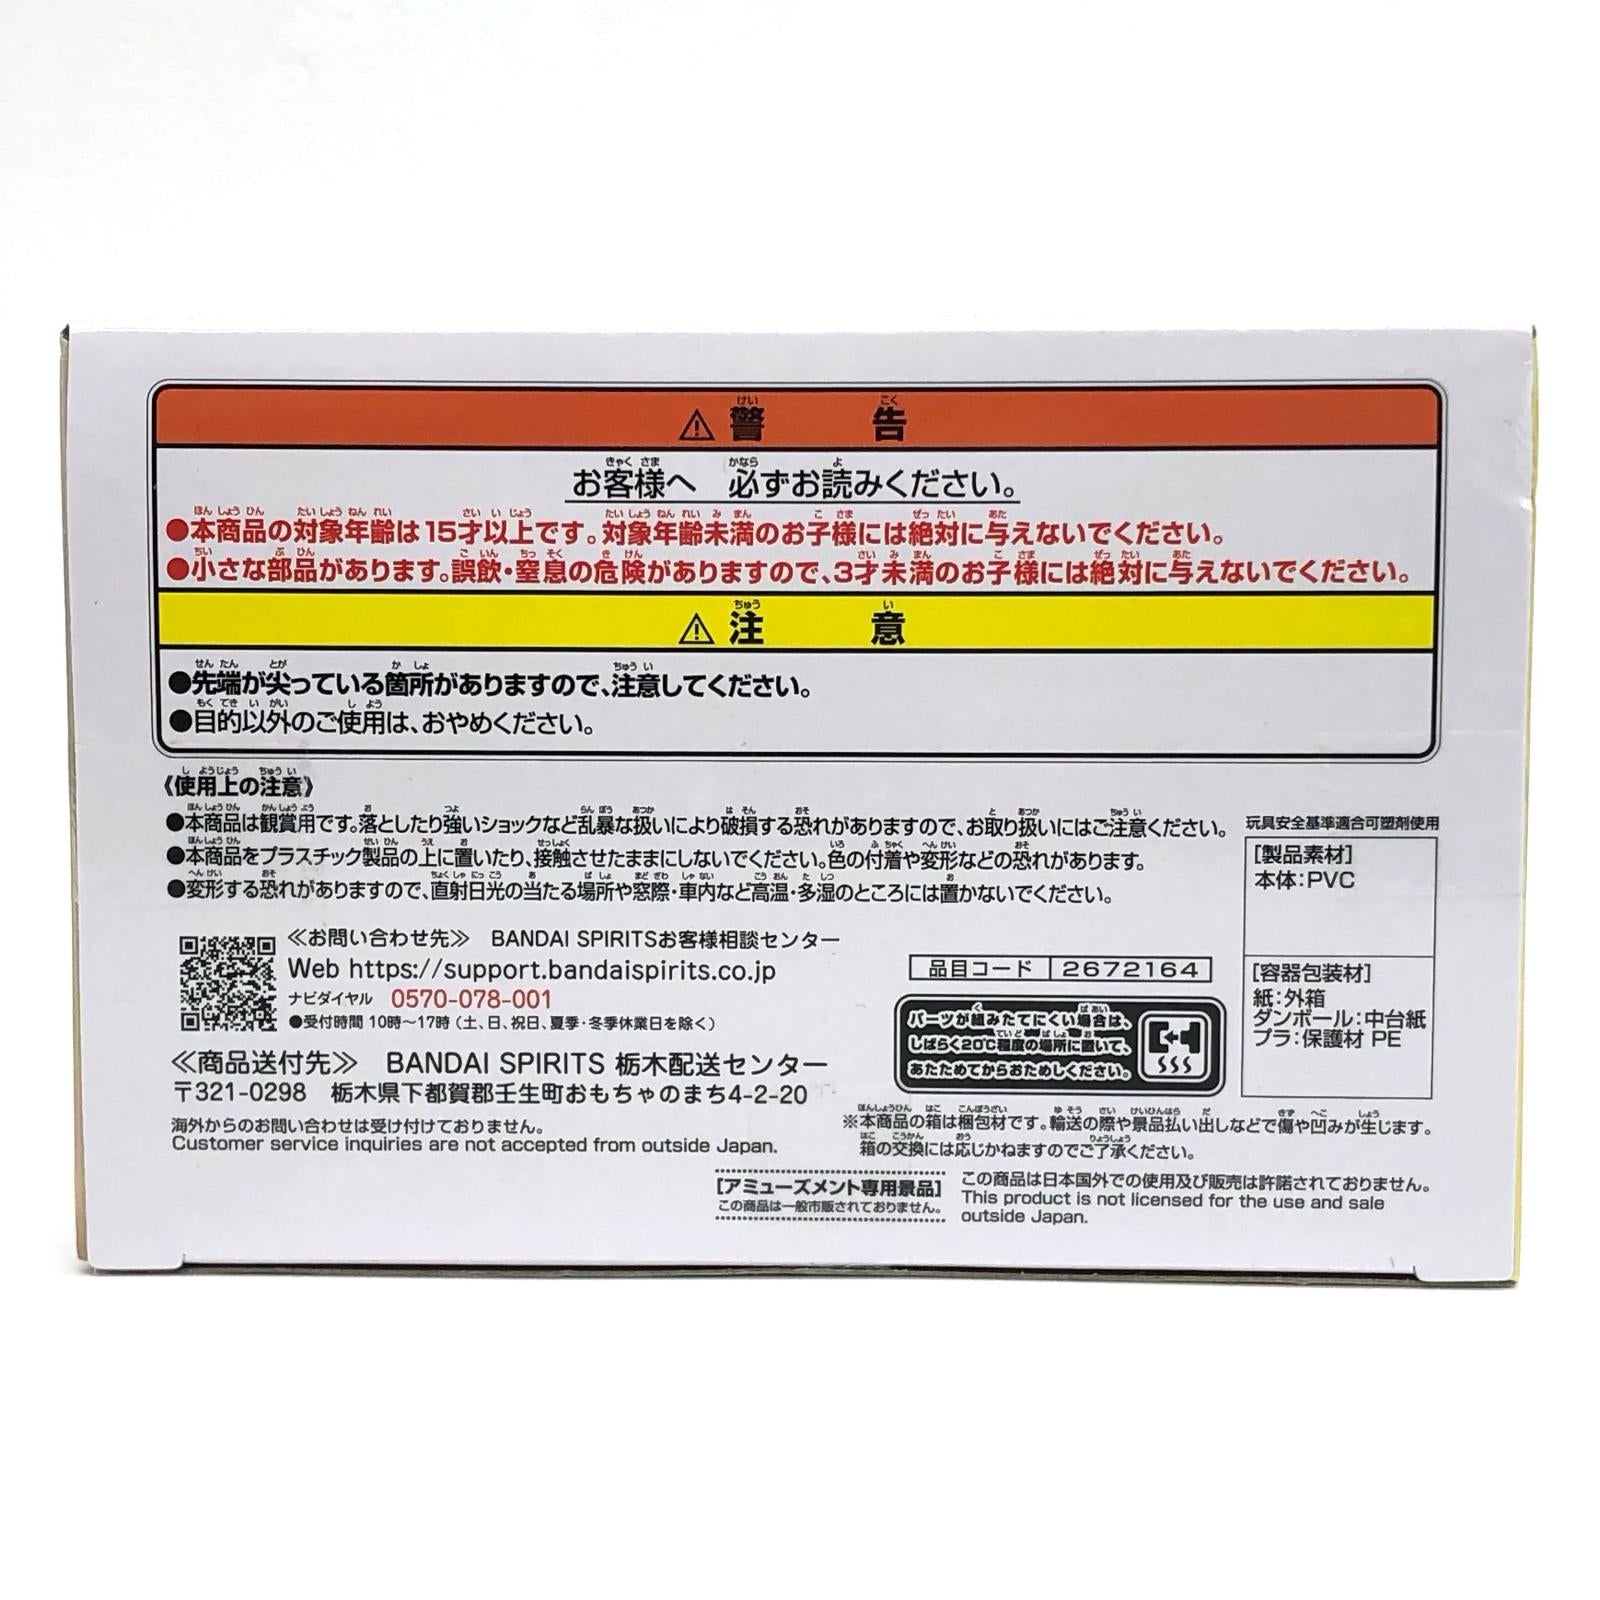 ⚠警告
お客様へ 必ずお読みください。
●本商品の対象年齢は15才以上です。対象年齢未満のお子様には絶対に与えないでください。
●小さな部品があります。誤飲・窒息の危険がありますので、3才未満のお子様には絶対に与えないでください。
⚠注意
●先端が尖っている箇所がありますので、注意してください。
●目的以外のご使用は、おやめください。
《使用上の注意》
●本商品は観賞用です。落としたり強いショックなど乱暴な扱いにより破損する恐れがありますので、お取り扱いにはご注意ください。
●本商品をプラスチック製品の上に置いたり、接触させたままにしないでください。色の付着や変形などの恐れがあります。
●変形する恐れがありますので、直射日光の当たる場所や窓際・車内など高温・多湿のところには置かないでください。
玩具安全基準適合可塑剤使用
[製品素材]
本体:PVC
[容器包装材]
紙:外箱
ダンボール:中台紙
プラ:保護材 PE
≪お問い合わせ先≫ BANDAI SPIRITSお客様相談センター
Web https://support.bandaispirits.co.jp
ナビダイヤル 0570-078-001
●受付時間 10時～17時(土、日、祝日、夏季・冬季休業日を除く)
品目コード 2672164
パーツが組みたてにくい場合は、
しばらく20℃程度の場所に置いて、
あたためてからおためしください。
≪商品送付先≫ BANDAI SPIRITS 栃木配送センター
〒321-0298 栃木県下都賀郡壬生町おもちゃのまち4-2-20
海外からのお問い合わせは受け付けておりません。
Customer service inquiries are not accepted from outside Japan.
※本商品の箱は梱包材です。輸送の際や景品払い出しなどで傷や凹みが生じます。
箱の交換には応じかねますのでご了承ください。
[アミューズメント専用景品]
この商品は一般市販されておりません。
この商品は日本国外での使用及び販売は許諾されておりません。
This product is not licensed for the use and sale
outside Japan.